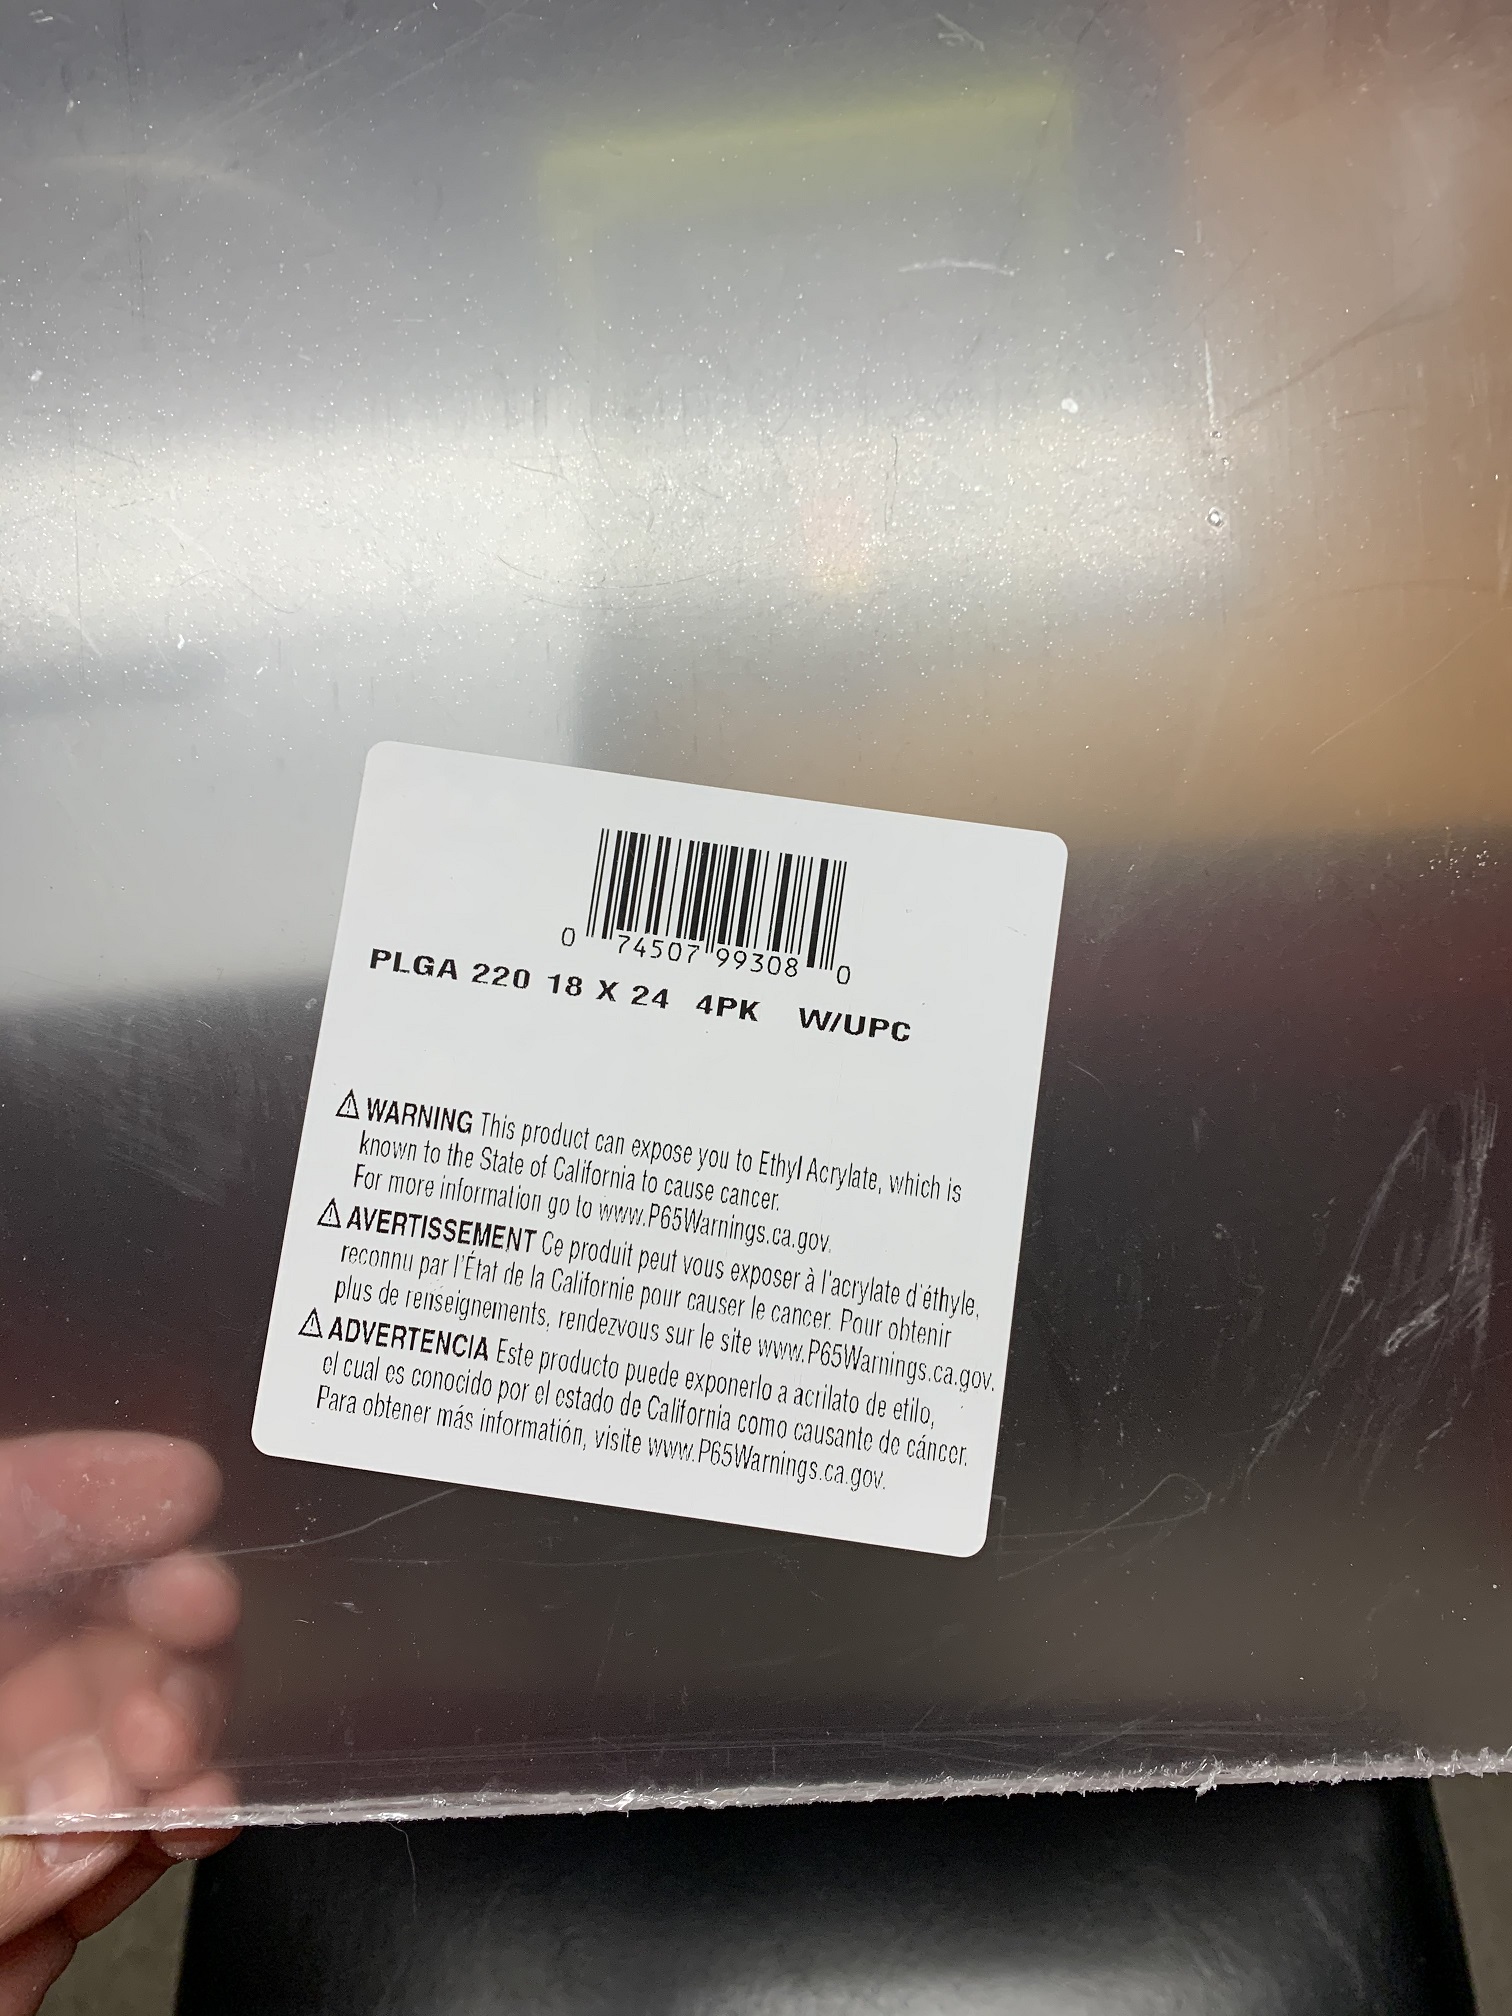 0 74507 99308 0
PLGA 220 18 X 24 4PK W/UPC
⚠ WARNING This product can expose you to Ethyl Acrylate, which is
known to the State of California to cause cancer.
For more information go to www.P65Warnings.ca.gov.
⚠ AVERTISSEMENT Ce produit peut vous exposer à l'acrylate d'éthyle,
reconnu par l'État de la Californie pour causer le cancer. Pour obtenir
plus de renseignements, rendezvous sur le site www.P65Warnings.ca.gov.
⚠ ADVERTENCIA Este producto puede exponerlo a acrilato de etilo,
el cual es conocido por el estado de California como causante de cáncer.
Para obtener más informatión, visite www.P65Warnings.ca.gov.